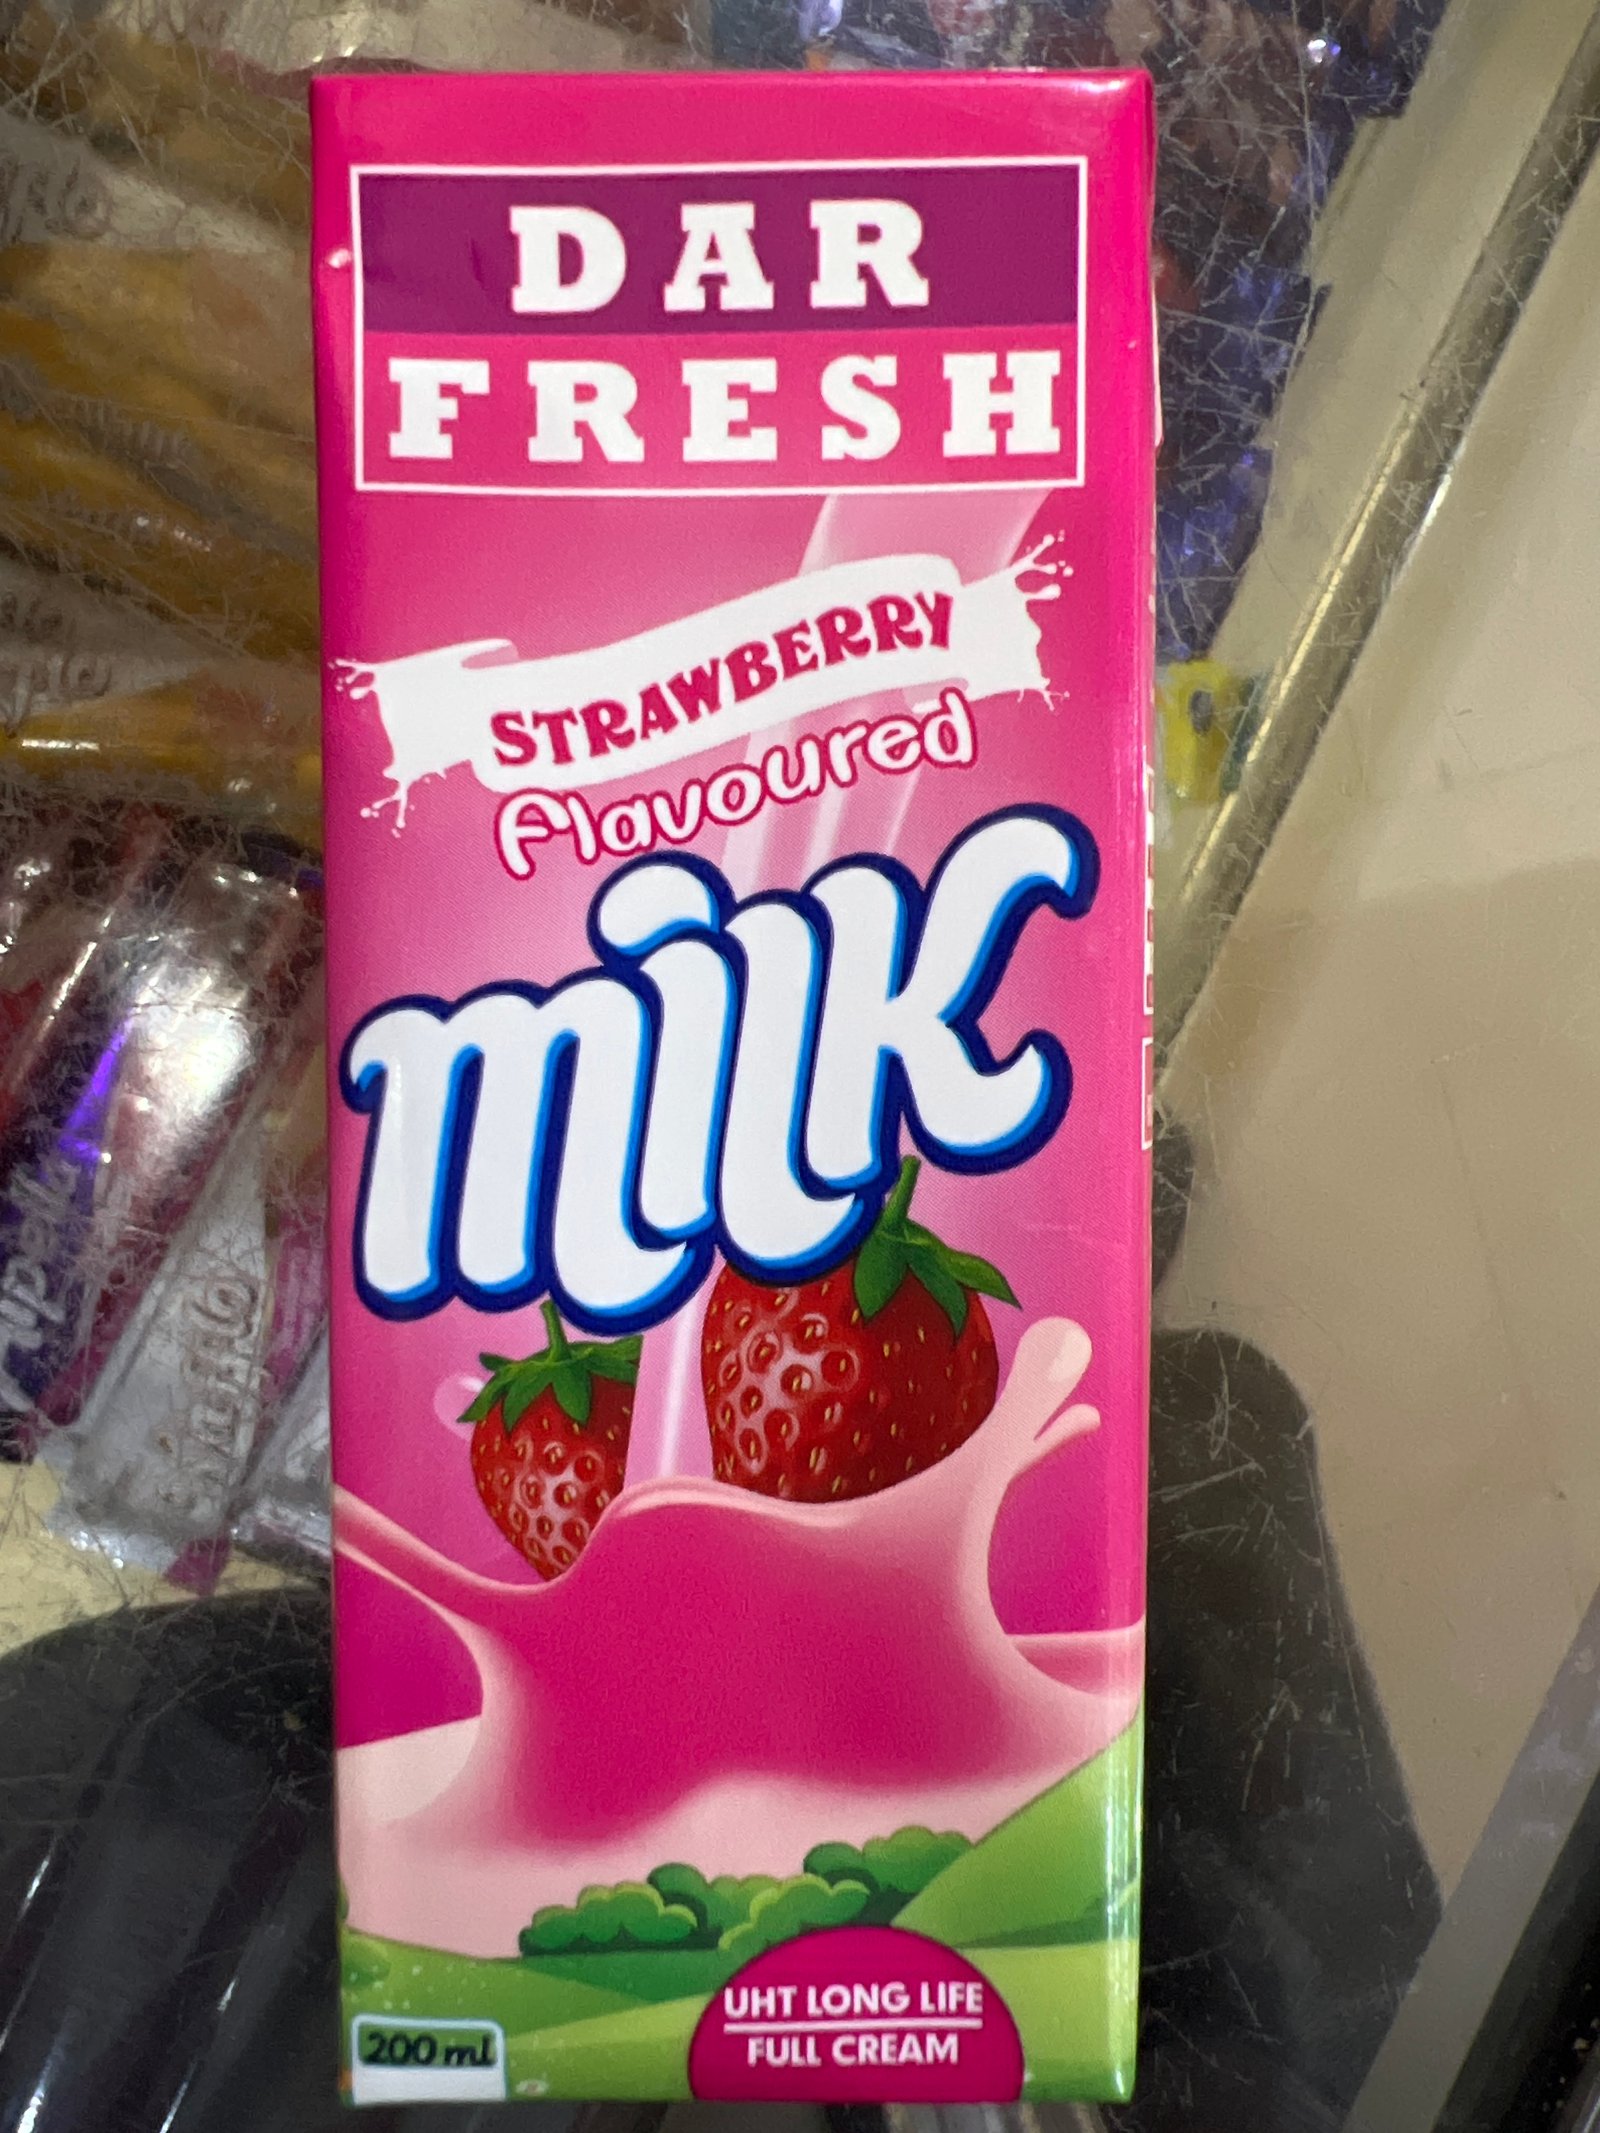 DAR
FRESH
STRAWBERRY
Flavoured
milk
UHT LONG LIFE
FULL CREAM
200 ml